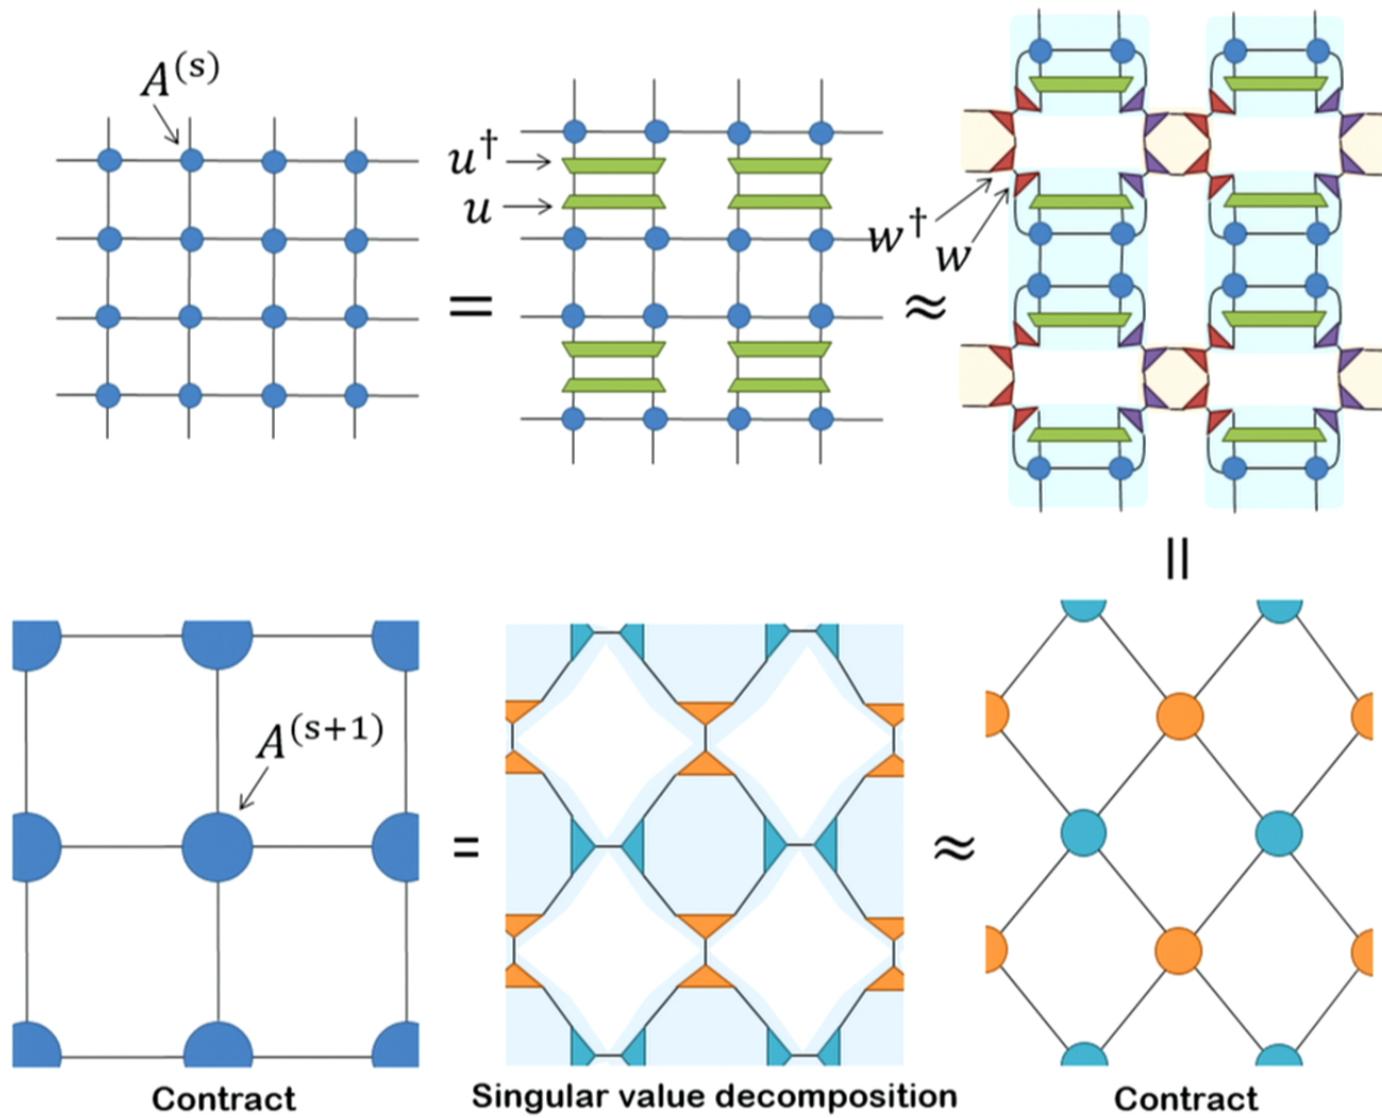 A^(s)
u†
u
=
≈
w†
w
=
A^(s+1)
=
≈
Contract
Singular value decomposition
Contract